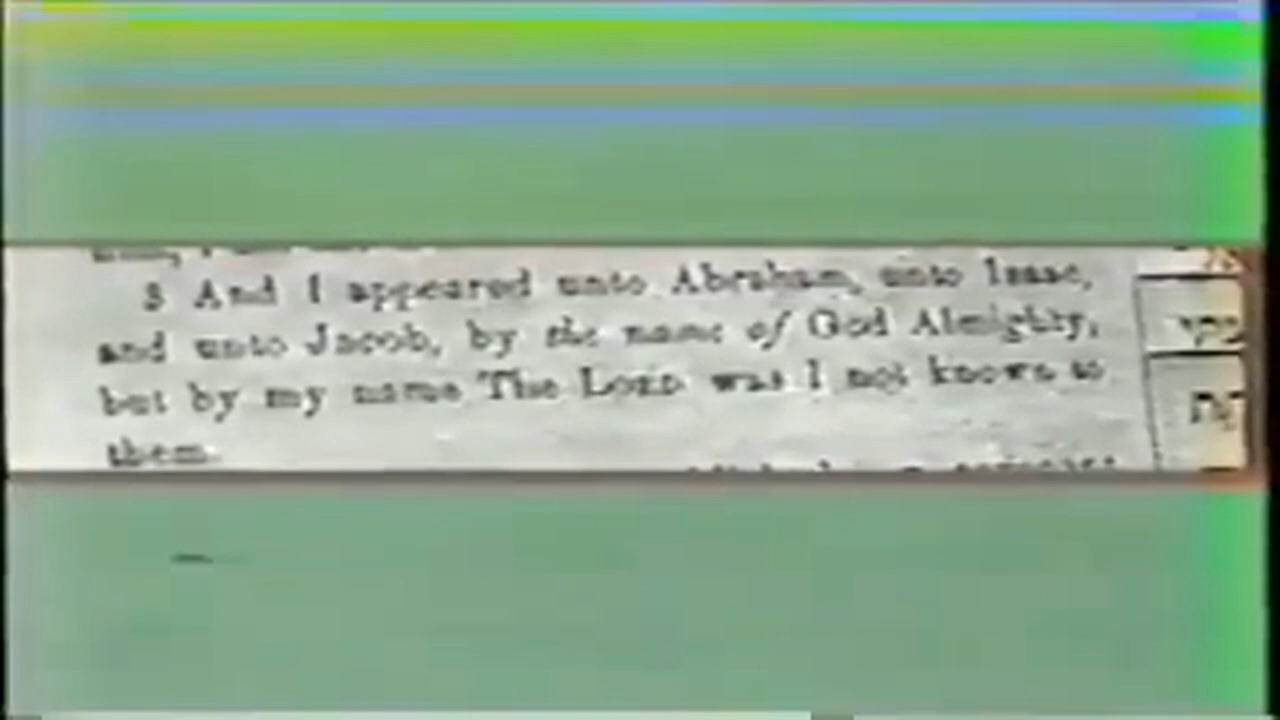 3 And I appeared unto Abraham, unto Isaac,
and unto Jacob, by the name of God Almighty,
but by my name The LORD was I not known to
them.